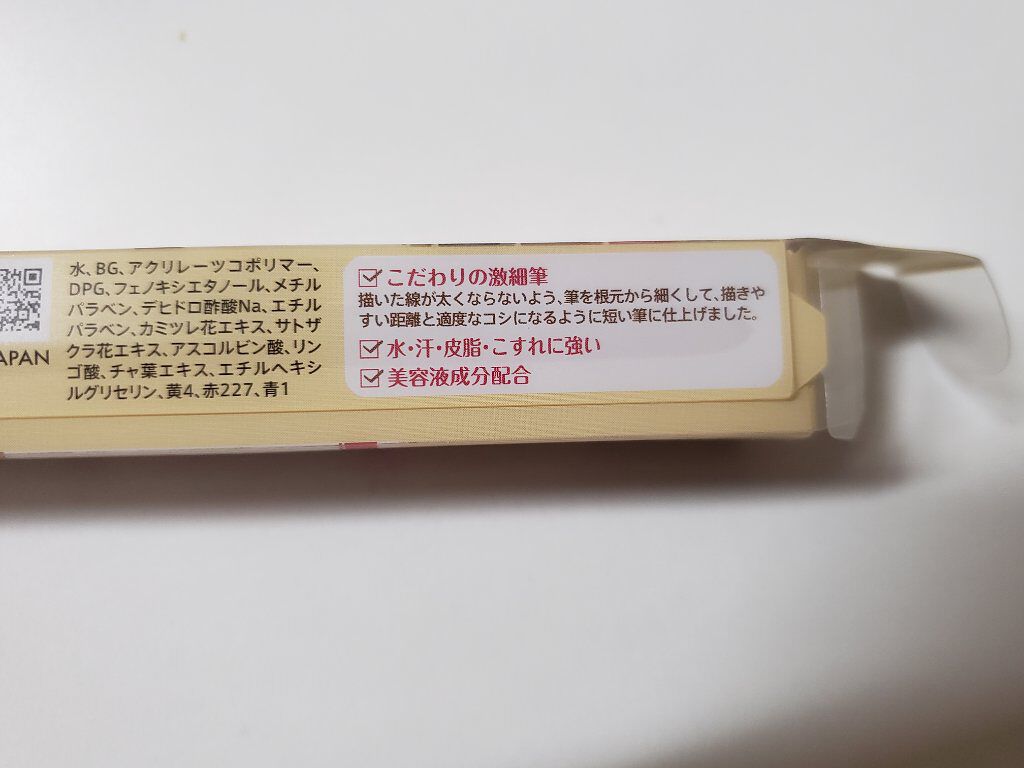 水、BG、アクリレーツコポリマー、
DPG、フェノキシエタノール、メチル
パラベン、デヒドロ酢酸Na、エチル
パラベン、カミツレ花エキス、サトザ
クラ花エキス、アスコルビン酸、リン
ゴ酸、チャ葉エキス、エチルヘキシ
ルグリセリン、黄4、赤227、青1
APAN
こだわりの激細筆
描いた線が太くならないよう、筆を根元から細くして、描きや
すい距離と適度なコシになるように短い筆に仕上げました。
水・汗・皮脂・こすれに強い
美容液成分配合